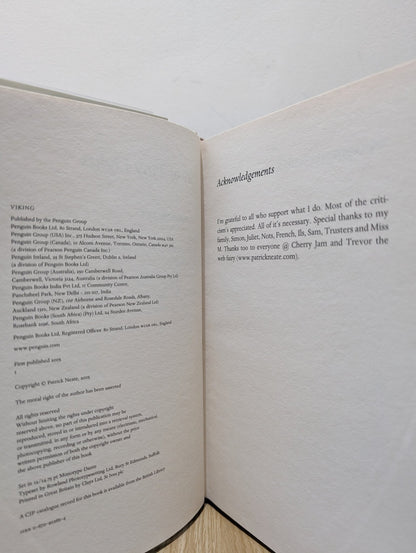 VIKING
Published by the Penguin Group
Penguin Books Ltd, 80 Strand, London WC2R 0RL, England
Penguin Group (USA) Inc., 375 Hudson Street, New York, New York 10014, USA
Penguin Group (Canada), 10 Alcorn Avenue, Toronto, Ontario, Canada M4V 3B2
(a division of Pearson Penguin Canada Inc.)
Penguin Ireland, 25 St Stephen's Green, Dublin 2, Ireland
(a division of Penguin Books Ltd)
Penguin Group (Australia), 250 Camberwell Road,
Camberwell, Victoria 3124, Australia (a division of Pearson Australia Group Pty Ltd)
Penguin Books India Pvt Ltd, 11 Community Centre,
Panchsheel Park, New Delhi – 110 017, India
Penguin Group (NZ), cnr Airborne and Rosedale Roads, Albany,
Auckland 1310, New Zealand (a division of Pearson New Zealand Ltd)
Penguin Books (South Africa) (Pty) Ltd, 24 Sturdee Avenue,
Rosebank 2196, South Africa
Penguin Books Ltd, Registered Offices: 80 Strand, London WC2R 0RL, England
www.penguin.com
First published 2005
1
Copyright © Patrick Neate, 2005
The moral right of the author has been asserted
All rights reserved
Without limiting the rights under copyright
reserved above, no part of this publication may be
reproduced, stored in or introduced into a retrieval system,
or transmitted, in any form or by any means (electronic, mechanical,
photocopying, recording or otherwise), without the prior
written permission of both the copyright owner and
the above publisher of this book
Set in 12/14.75 pt Monotype Dante
Typeset by Rowland Phototypesetting Ltd, Bury St Edmunds, Suffolk
Printed in Great Britain by Clays Ltd, St Ives plc
A CIP catalogue record for this book is available from the British Library
Acknowledgements
I'm grateful to all who support what I do. Most of the criti-
cism's appreciated. All of it's necessary. Special thanks to my
family, Simon, Juliet, Nots, French, Ils, Sam, Trusters and Miss
M. Thanks too to everyone @ Cherry Jam and Trevor the
web fairy (www.patrickneate.com).